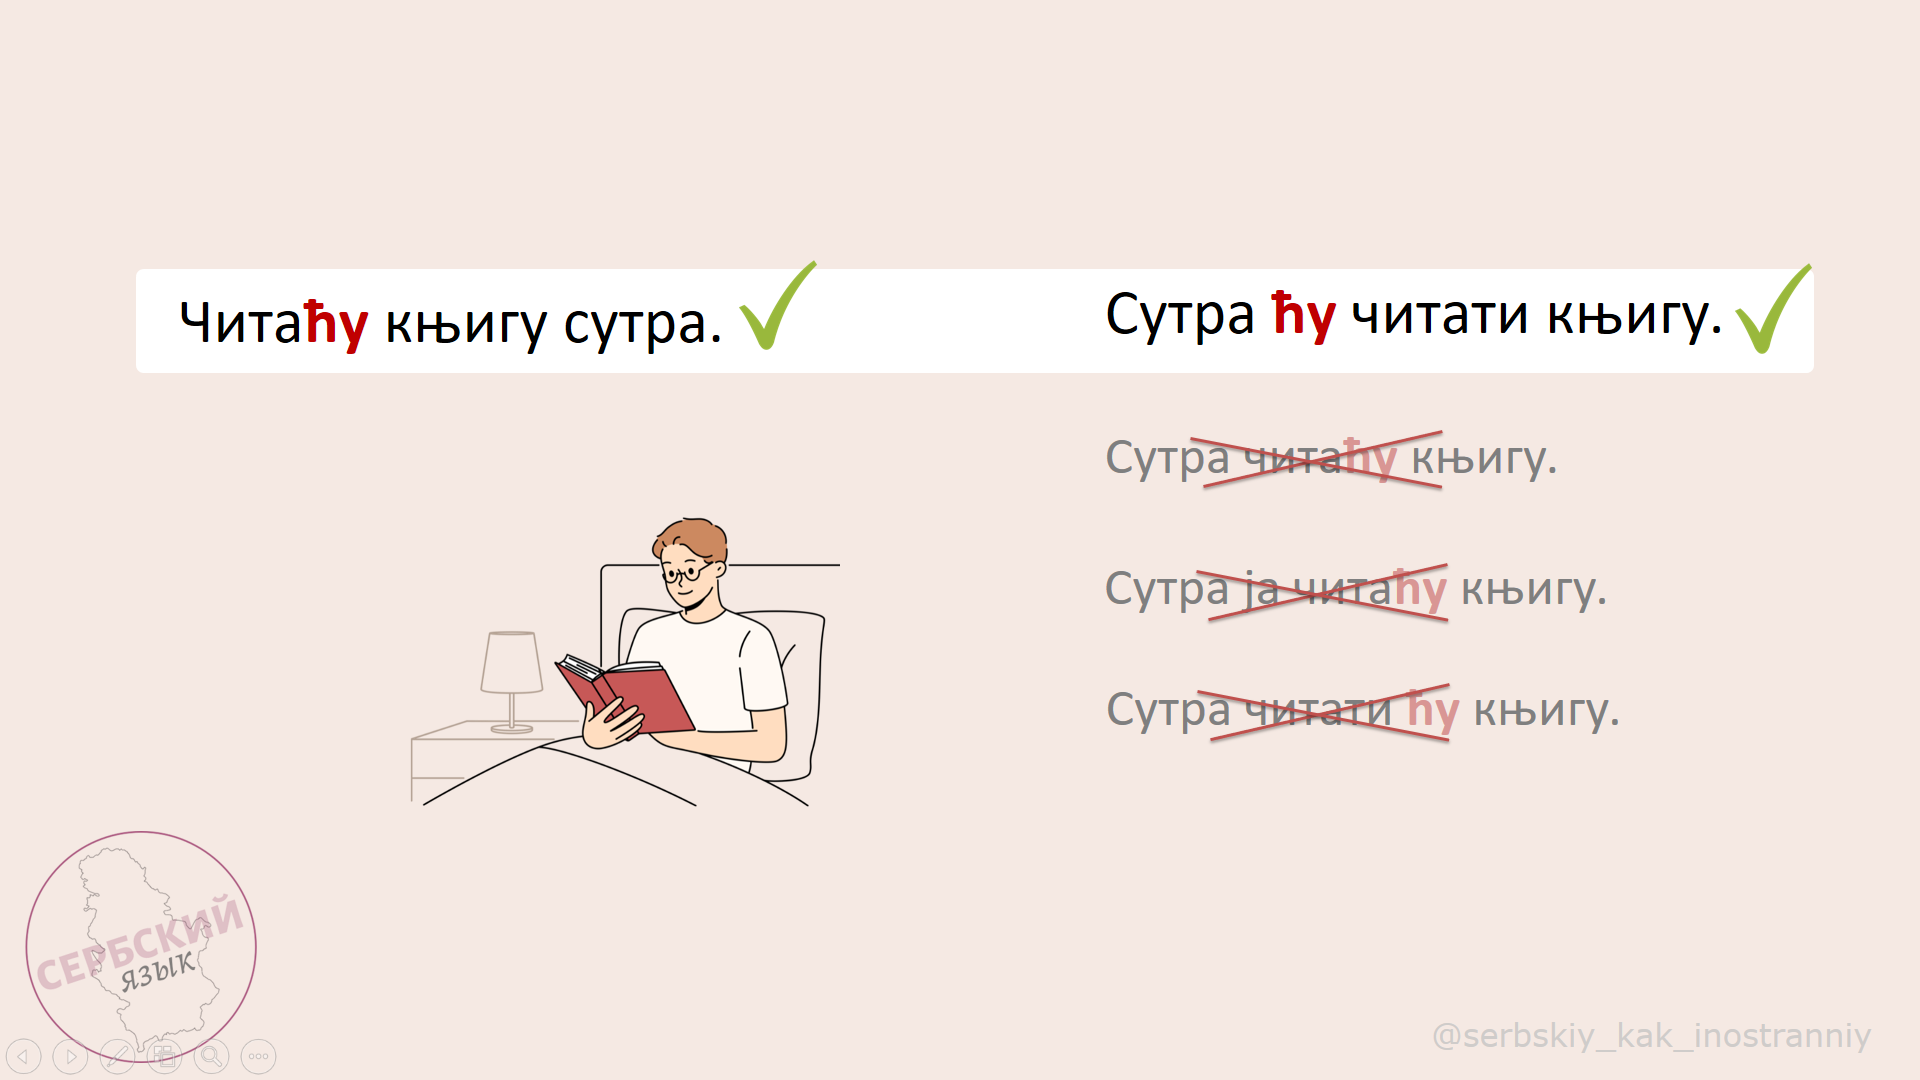 Читаћу књигу сутра.
Сутра ћу читати књигу.
Сутра читаћу књигу.
Сутра ја читаћу књигу.
Сутра читати ћу књигу.
СЕРБСКИЙ
ЯЗЫК
@serbskiy_kak_inostranniy